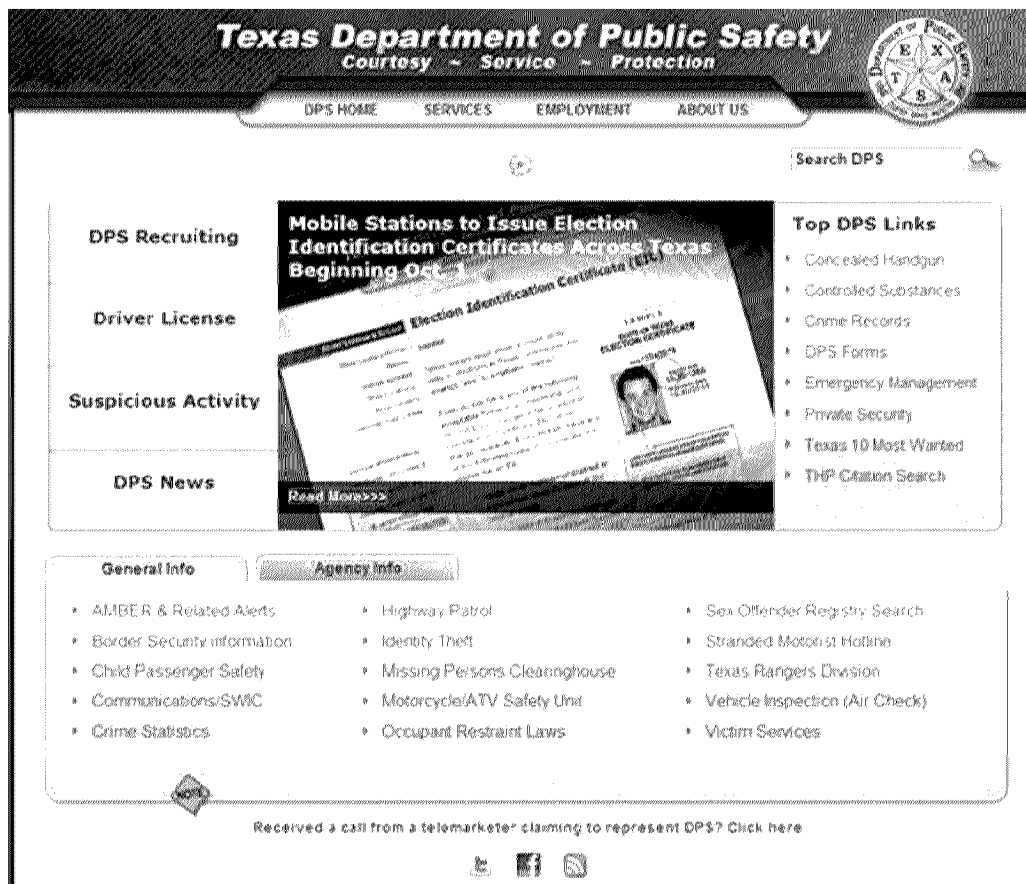 Texas Department of Public Safety
Courtesy ~ Service ~ Protection
DPS HOME SERVICES EMPLOYMENT ABOUT US
TEXAS
Search DPS
DPS Recruiting
Driver License
Suspicious Activity
DPS News
Mobile Stations to Issue Election
Identification Certificates Across Texas
Beginning Oct. 1
Election Identification Certificate (EIC)
ELECTION CERTIFICATE
Read More>>>
Top DPS Links
Concealed Handgun
Controlled Substances
Crime Records
DPS Forms
Emergency Management
Private Security
Texas 10 Most Wanted
THP Citation Search
General Info Agency Info
AMBER & Related Alerts
Border Security information
Child Passenger Safety
Communications/SWIC
Crime Statistics
Highway Patrol
Identity Theft
Missing Persons Clearinghouse
Motorcycle/ATV Safety Unit
Occupant Restraint Laws
Sex Offender Registry Search
Stranded Motorist Hotline
Texas Rangers Division
Vehicle Inspection (Air Check)
Victim Services
NOTE
Received a call from a telemarketer claiming to represent DPS? Click here